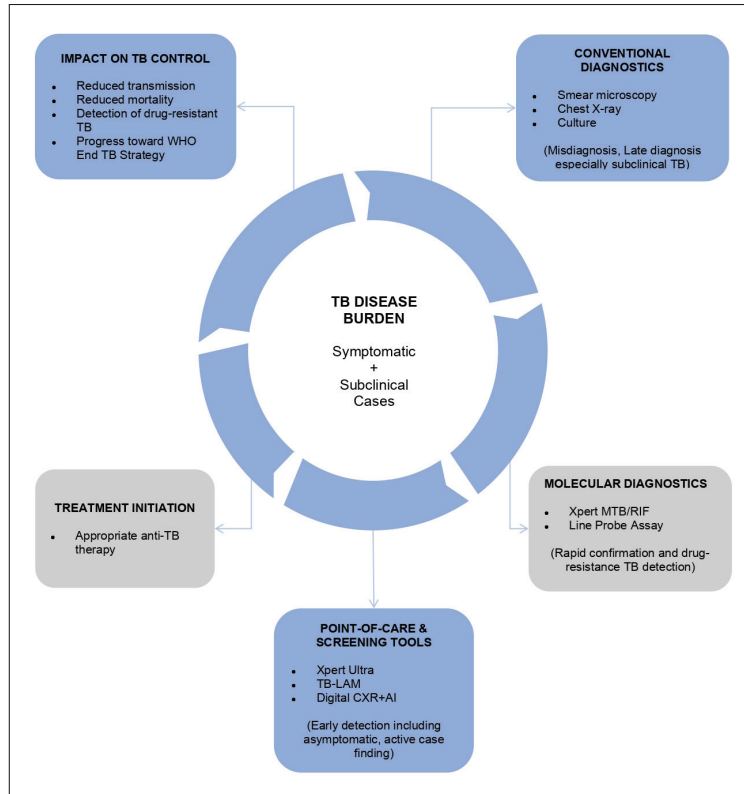 IMPACT ON TB CONTROL
• Reduced transmission
• Reduced mortality
• Detection of drug-resistant
TB
• Progress toward WHO
End TB Strategy
CONVENTIONAL
DIAGNOSTICS
• Smear microscopy
• Chest X-ray
• Culture
(Misdiagnosis, Late diagnosis
especially subclinical TB)
TB DISEASE
BURDEN
Symptomatic
+
Subclinical
Cases
MOLECULAR DIAGNOSTICS
• Xpert MTB/RIF
• Line Probe Assay
(Rapid confirmation and drug-
resistance TB detection)
TREATMENT INITIATION
• Appropriate anti-TB
therapy
POINT-OF-CARE &
SCREENING TOOLS
• Xpert Ultra
• TB-LAM
• Digital CXR+AI
(Early detection including
asymptomatic, active case
finding)